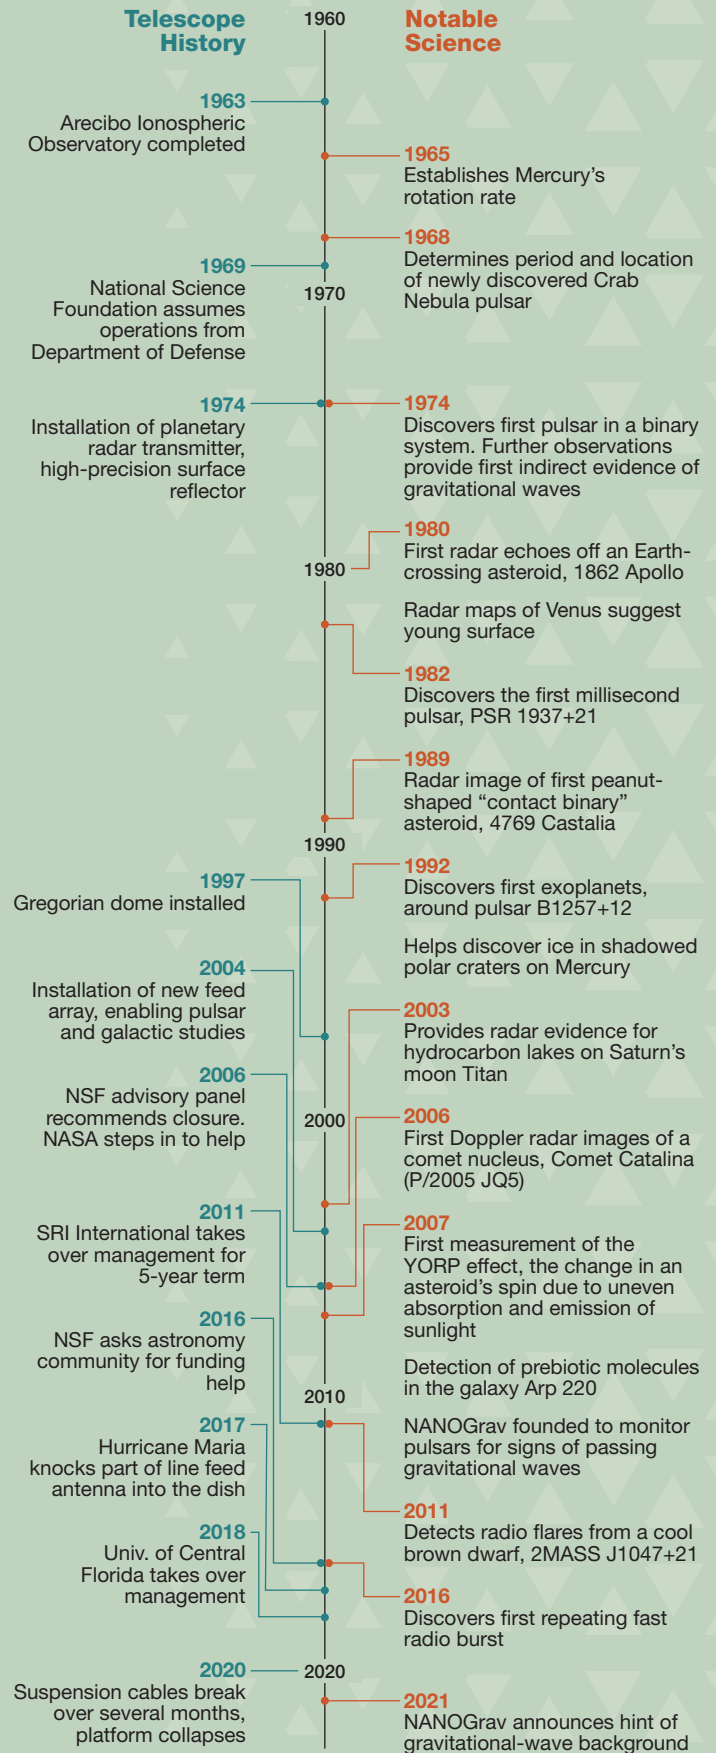 Telescope
History
1960
Notable
Science
1963
Arecibo Ionospheric
Observatory completed
1965
Establishes Mercury's
rotation rate
1968
Determines period and location
of newly discovered Crab
Nebula pulsar
1969
National Science
Foundation assumes
operations from
Department of Defense
1970
1974
Installation of planetary
radar transmitter,
high-precision surface
reflector
1974
Discovers first pulsar in a binary
system. Further observations
provide first indirect evidence of
gravitational waves
1980
First radar echoes off an Earth-
crossing asteroid, 1862 Apollo
Radar maps of Venus suggest
young surface
1980
1982
Discovers the first millisecond
pulsar, PSR 1937+21
1989
Radar image of first peanut-
shaped “contact binary”
asteroid, 4769 Castalia
1990
1992
Discovers first exoplanets,
around pulsar B1257+12
Helps discover ice in shadowed
polar craters on Mercury
1997
Gregorian dome installed
2004
Installation of new feed
array, enabling pulsar
and galactic studies
2003
Provides radar evidence for
hydrocarbon lakes on Saturn's
moon Titan
2006
NSF advisory panel
recommends closure.
NASA steps in to help
2000
2006
First Doppler radar images of a
comet nucleus, Comet Catalina
(P/2005 JQ5)
2011
SRI International takes
over management for
5-year term
2007
First measurement of the
YORP effect, the change in an
asteroid's spin due to uneven
absorption and emission of
sunlight
Detection of prebiotic molecules
in the galaxy Arp 220
NANOGrav founded to monitor
pulsars for signs of passing
gravitational waves
2016
NSF asks astronomy
community for funding
help
2010
2017
Hurricane Maria
knocks part of line feed
antenna into the dish
2011
Detects radio flares from a cool
brown dwarf, 2MASS J1047+21
2018
Univ. of Central
Florida takes over
management
2016
Discovers first repeating fast
radio burst
2020
Suspension cables break
over several months,
platform collapses
2020
2021
NANOGrav announces hint of
gravitational-wave background